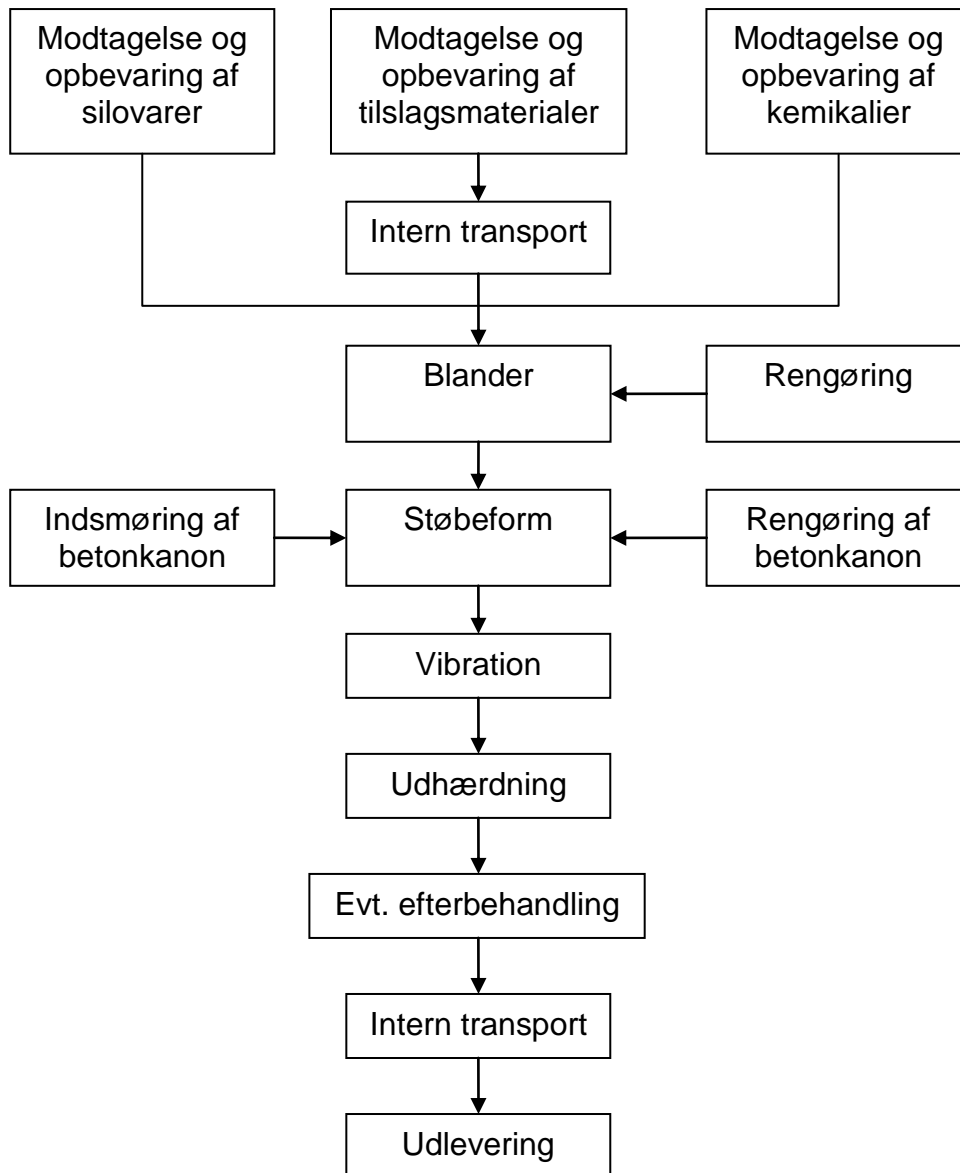 Modtagelse og
opbevaring af
silovarer
Modtagelse og
opbevaring af
tilslagsmaterialer
Modtagelse og
opbevaring af
kemikalier
Intern transport
Blander
Rengøring
Indsmøring af
betonkanon
Støbeform
Rengøring af
betonkanon
Vibration
Udhærdning
Evt. efterbehandling
Intern transport
Udlevering